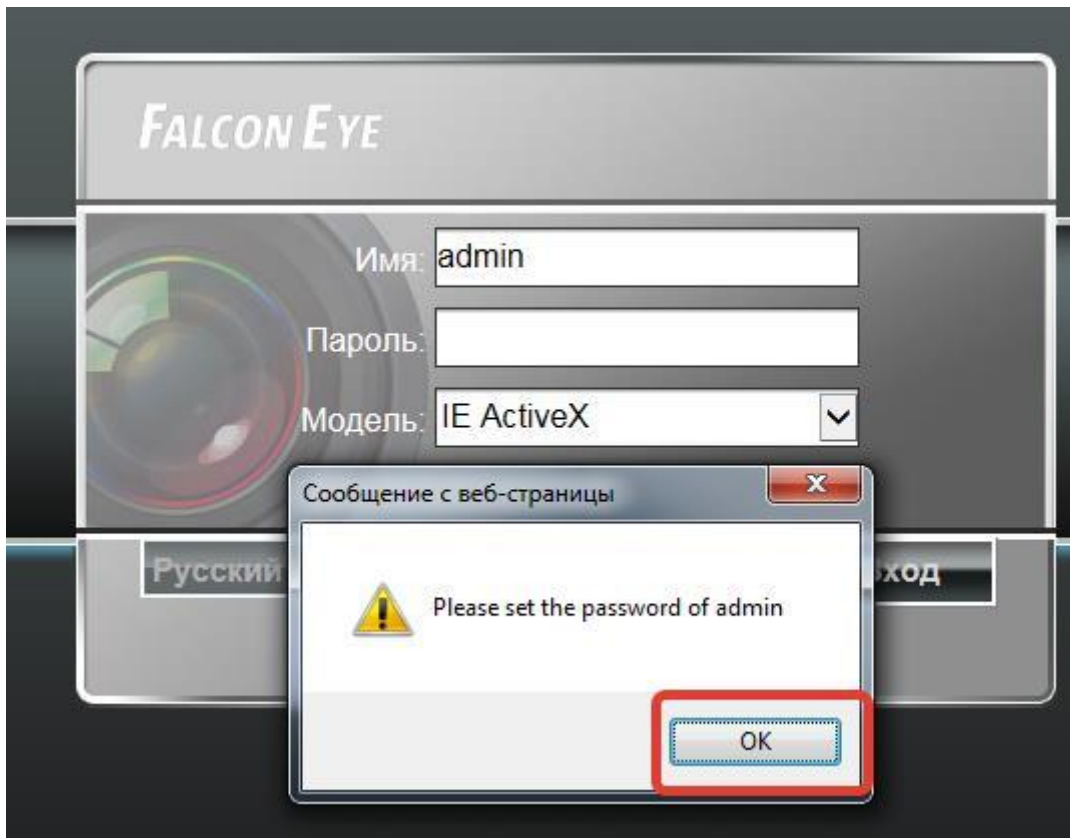 FALCON EYE
Имя: admin
Пароль:
Модель: IE ActiveX
Сообщение с веб-страницы
Русский
ход
Please set the password of admin
OK